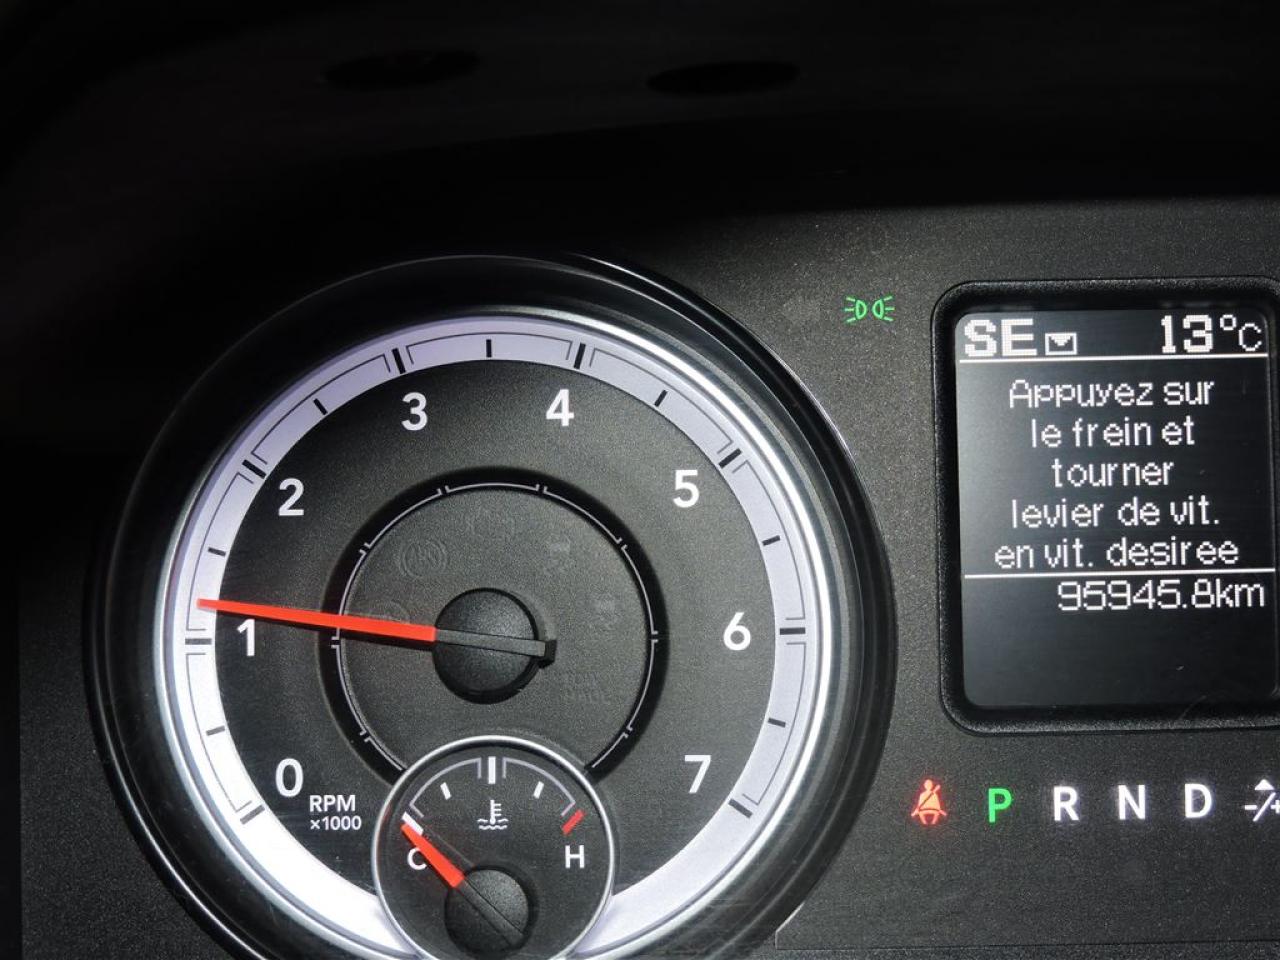 SE 13°C
Appuyez sur
le frein et
tourner
levier de vit.
en vit. desiree
95945.8km
P R N D -/+
3 4
2 5
1 6
0 7
RPM
×1000
C H